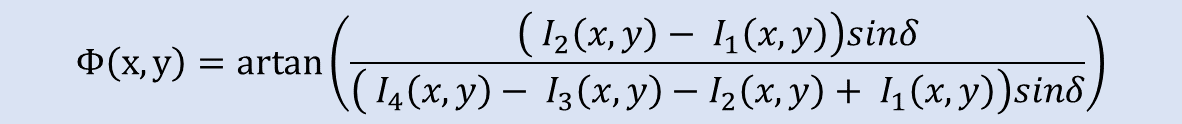 Φ(x,y) = artan( ( I₂(x,y) − I₁(x,y))sinδ / ( I₄(x,y) − I₃(x,y) − I₂(x,y) + I₁(x,y))sinδ )